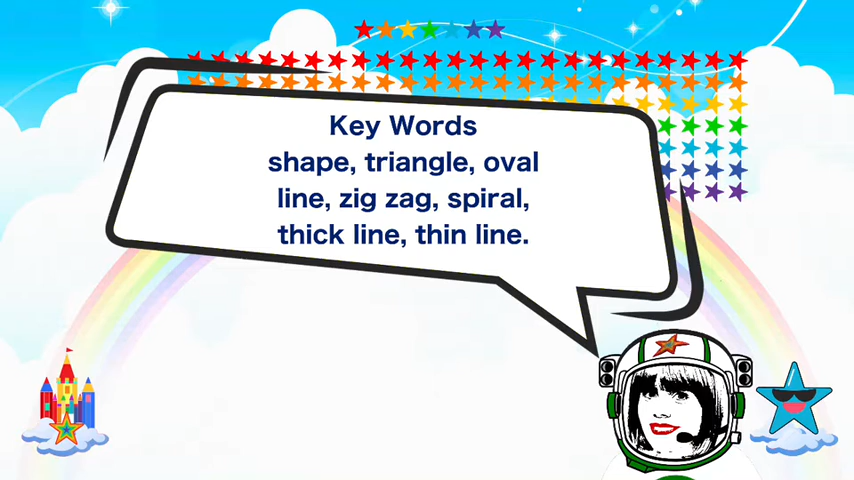 Key Words
shape, triangle, oval
line, zig zag, spiral,
thick line, thin line.